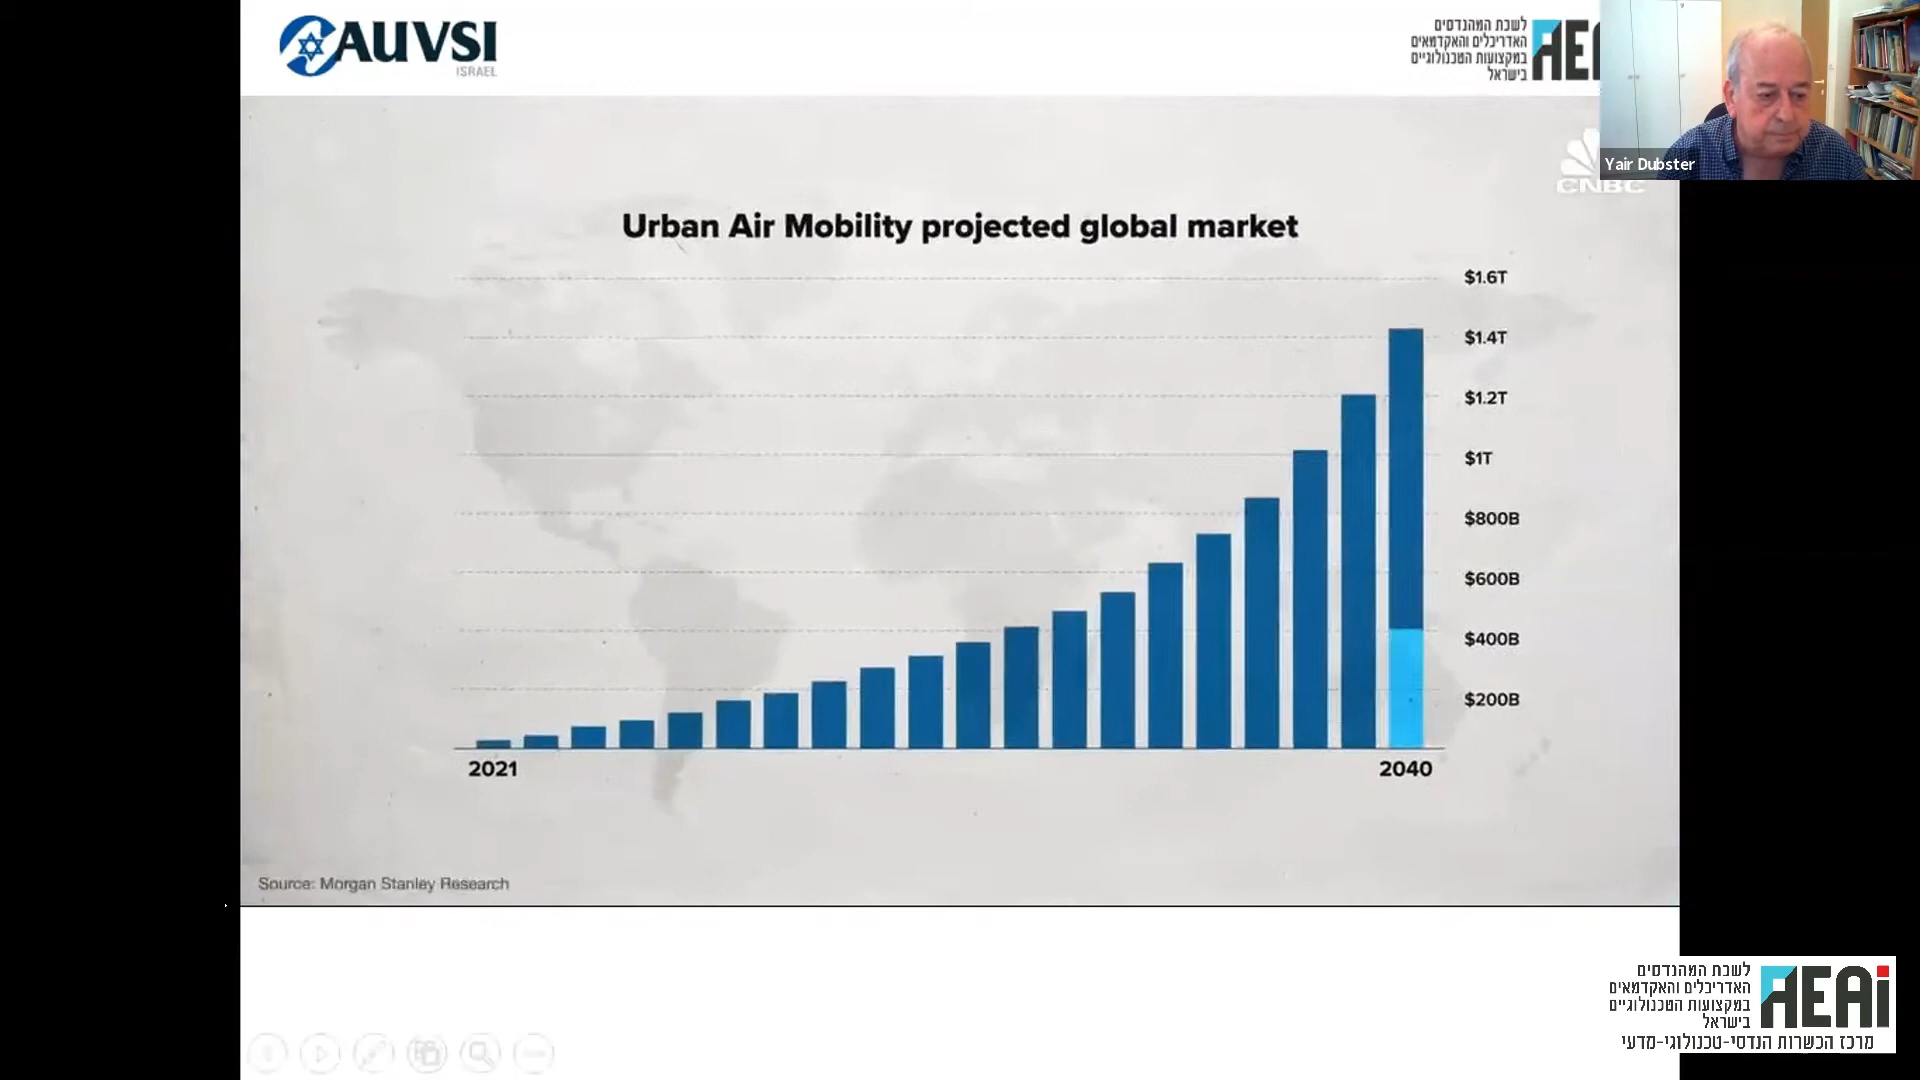 AUVSI
ISRAEL
לשכת המהנדסים
האדריכלים והאקדמאים
במקצועות הטכנולוגיים
בישראל
AE
Yair Dubster
CNBC
Urban Air Mobility projected global market
$1.6T
$1.4T
$1.2T
$1T
$800B
$600B
$400B
$200B
2021
2040
Source: Morgan Stanley Research
לשכת המהנדסים
האדריכלים והאקדמאים
במקצועות הטכנולוגיים
בישראל
AEAi
מרכז הכשרות הנדסי-טכנולוגי-מדעי